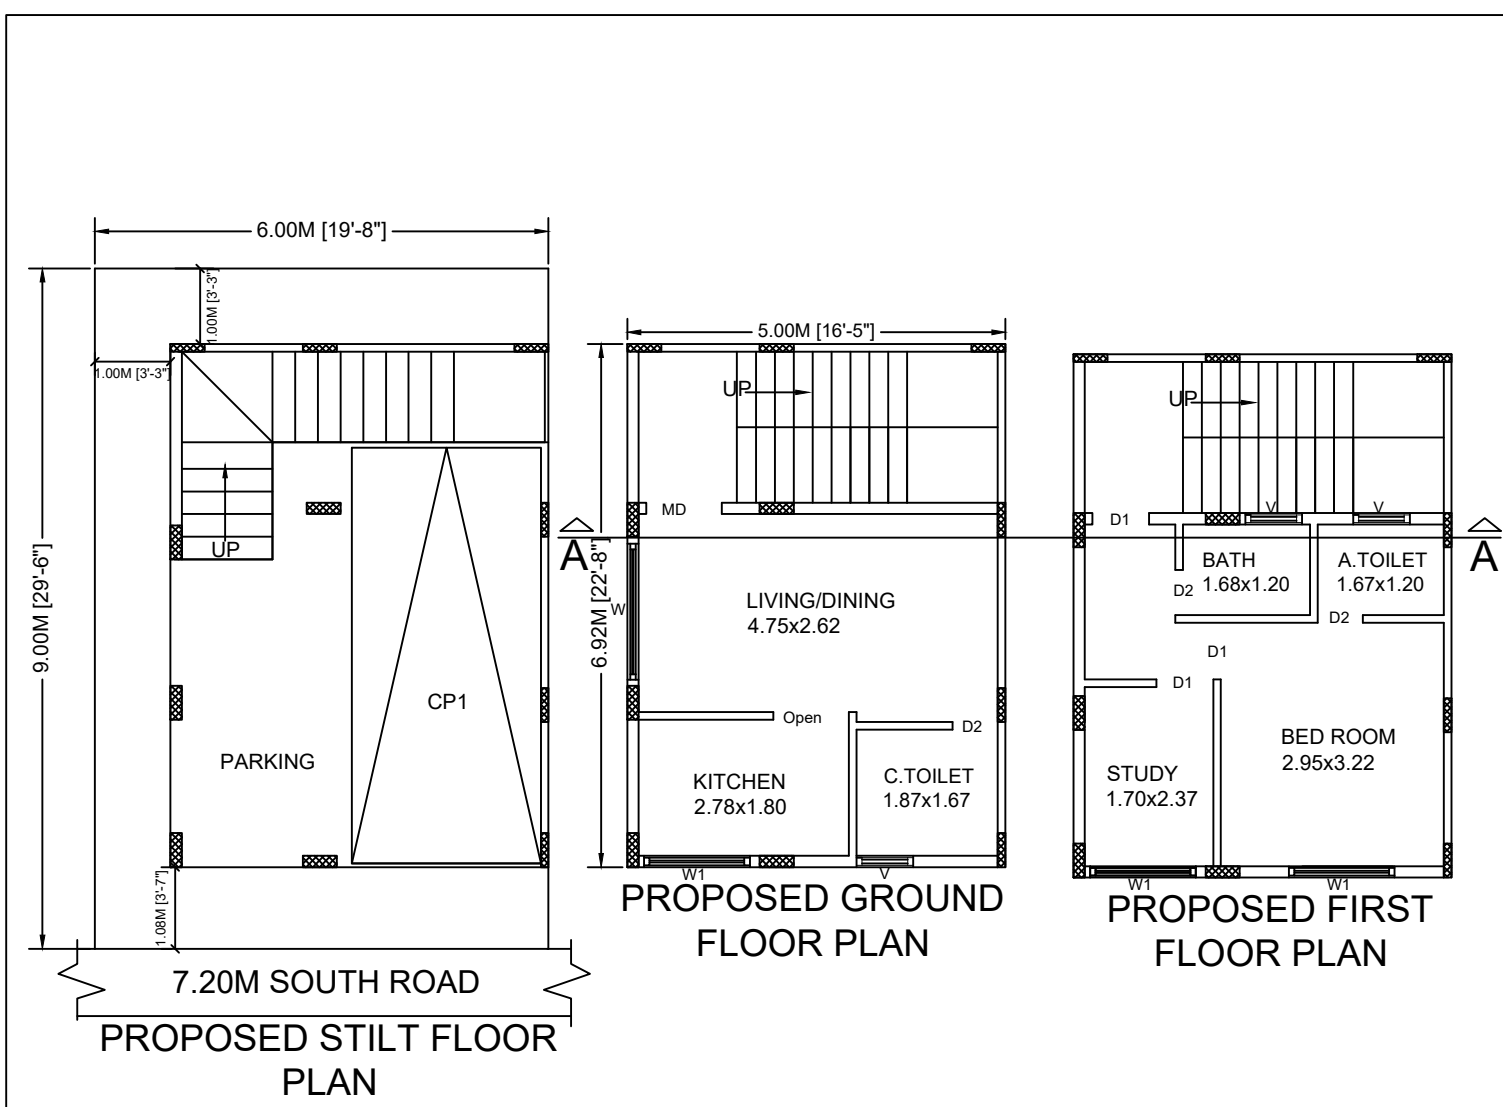 6.00M [19'-8"]
1.00M [3'-3"]
1.00M [3'-3"]
9.00M [29'-6"]
UP
CP1
PARKING
1.08M [3'-7"]
7.20M SOUTH ROAD
PROPOSED STILT FLOOR
PLAN
5.00M [16'-5"]
UP
MD
A
6.92M [22'-8"]
W
LIVING/DINING
4.75x2.62
Open
D2
KITCHEN
2.78x1.80
C.TOILET
1.87x1.67
W1
V
PROPOSED GROUND
FLOOR PLAN
UP
V
V
D1
A
BATH
1.68x1.20
A.TOILET
1.67x1.20
D2
D2
D1
D1
BED ROOM
2.95x3.22
STUDY
1.70x2.37
W1
W1
PROPOSED FIRST
FLOOR PLAN